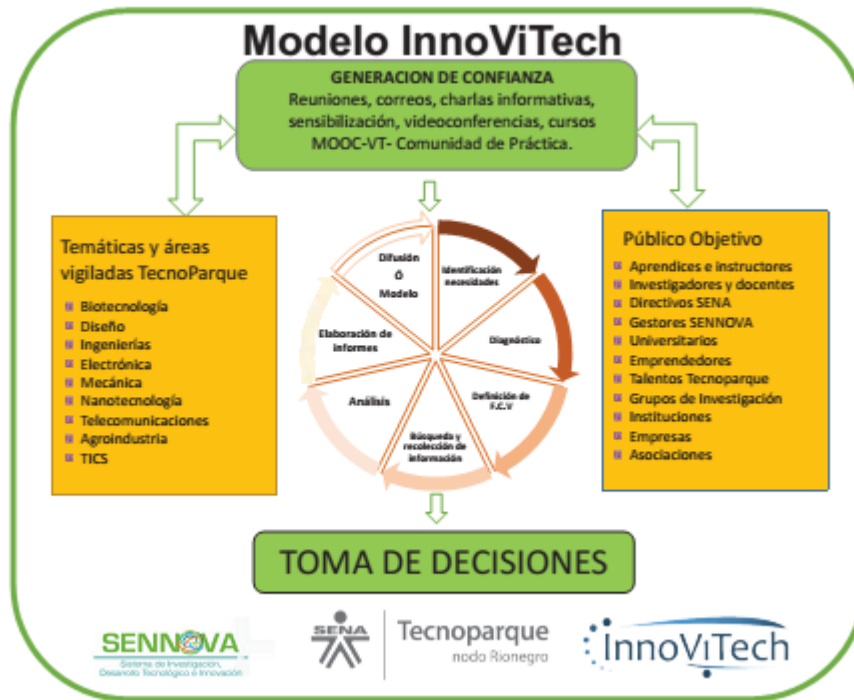 Modelo InnoViTech
GENERACION DE CONFIANZA
Reuniones, correos, charlas informativas,
sensibilización, videoconferencias, cursos
MOOC-VT- Comunidad de Práctica.
Temáticas y áreas
vigiladas TecnoParque
Biotecnología
Diseño
Ingenierías
Electrónica
Mecánica
Nanotecnología
Telecomunicaciones
Agroindustria
TICS
Difusión
Ó
Modelo
Identificación
necesidades
Diagnóstico
Definición de
F.C.V
Búsqueda y
recolección de
información
Análisis
Elaboración de
informes
Público Objetivo
Aprendices e instructores
Investigadores y docentes
Directivos SENA
Gestores SENNOVA
Universitarios
Emprendedores
Talentos Tecnoparque
Grupos de Investigación
Instituciones
Empresas
Asociaciones
TOMA DE DECISIONES
SENNOVA
Sistema de Investigación,
Desarrollo Tecnológico e Innovación
SENA
Tecnoparque
nodo Rionegro
InnoViTech